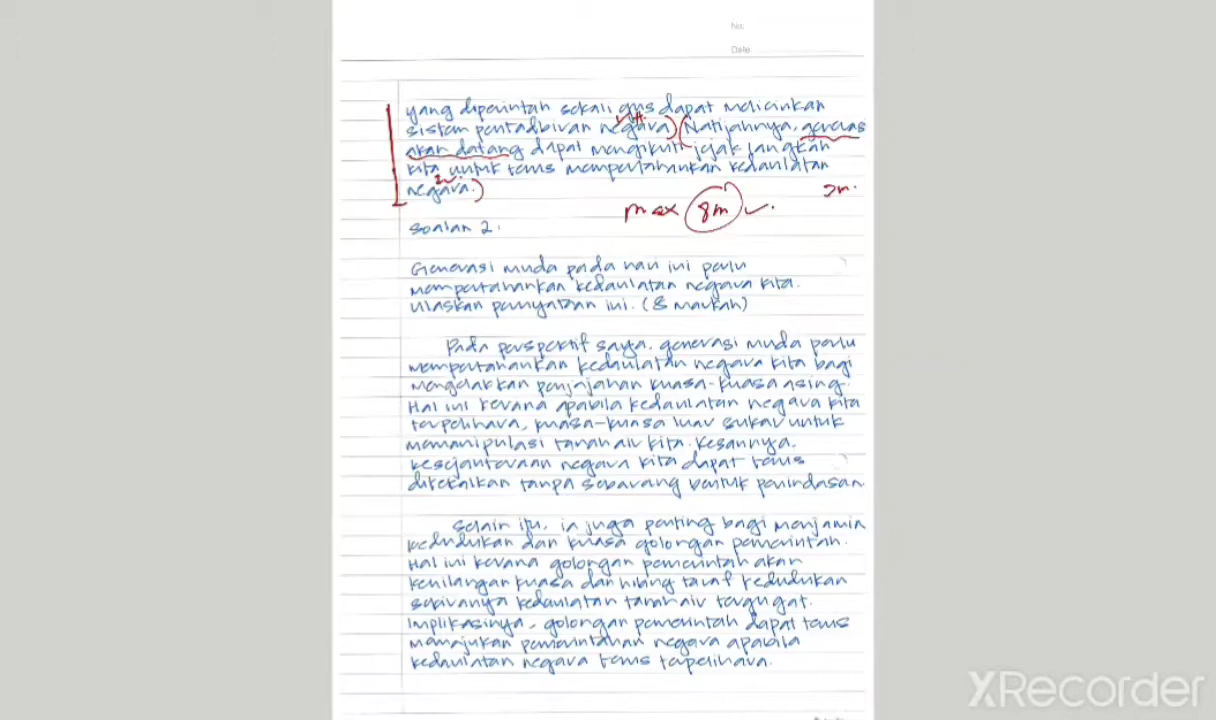 No:
Date
yang diperintah sekali gus dapat melicinkan
sistem pentadbiran negara) (Natijahnya, generasi
akan datang dapat mengikuti jejak langkah
kita untuk terus mempertahankan kedaulatan
negara.)
max 8m
2m.
soalan 2.
Generasi muda pada hari ini perlu
mempertahankan kedaulatan negara kita.
Ulaskan pernyataan ini. (8 markah)
Pada perspektif saya, generasi muda perlu
mempertahankan kedaulatan negara kita bagi
mengelakkan penjajahan kuasa-kuasa asing.
Hal ini kerana apabila kedaulatan negara kita
terpelihara, kuasa-kuasa luar sukar untuk
memanipulasi tanah air kita. Kesannya,
kesejahteraan negara kita dapat terus
dikekalkan tanpa sebarang bentuk penindasan.
Selain itu, ia juga penting bagi menjamin
kedudukan dan kuasa golongan pemerintah.
Hal ini kerana golongan pemerintah akan
kehilangan kuasa dan hilang taraf kedudukan
sekiranya kedaulatan tanah air tergugat.
Implikasinya, golongan pemerintah dapat terus
memajukan pemerintahan negara apabila
kedaulatan negara terus terpelihara.
XRecorder